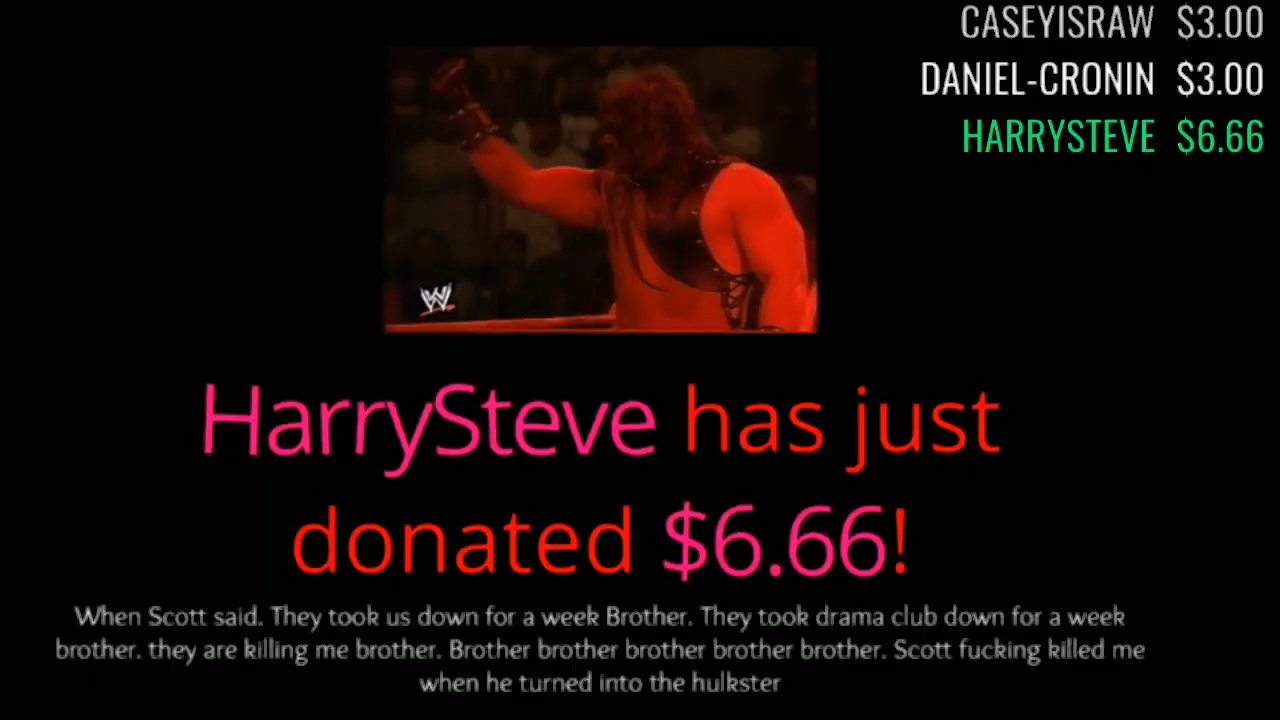 CASEYISRAW $3.00
DANIEL-CRONIN $3.00
HARRYSTEVE $6.66
W
HarrySteve has just
donated $6.66!
When Scott said. They took us down for a week Brother. They took drama club down for a week
brother. they are killing me brother. Brother brother brother brother brother. Scott fucking killed me
when he turned into the hulkster